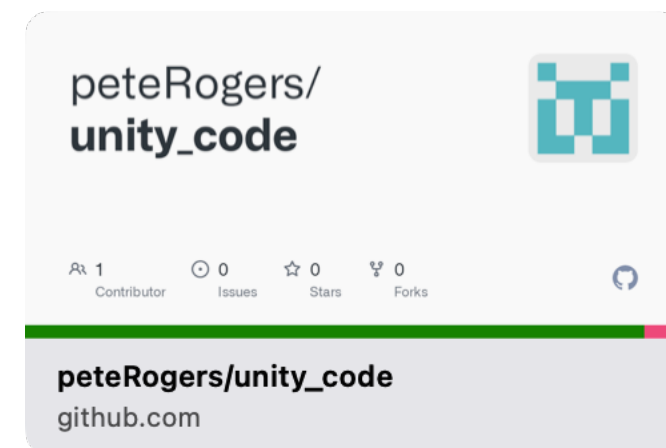 peteRogers/
unity_code
1 0 0 0
Contributor Issues Stars Forks
peteRogers/unity_code
github.com